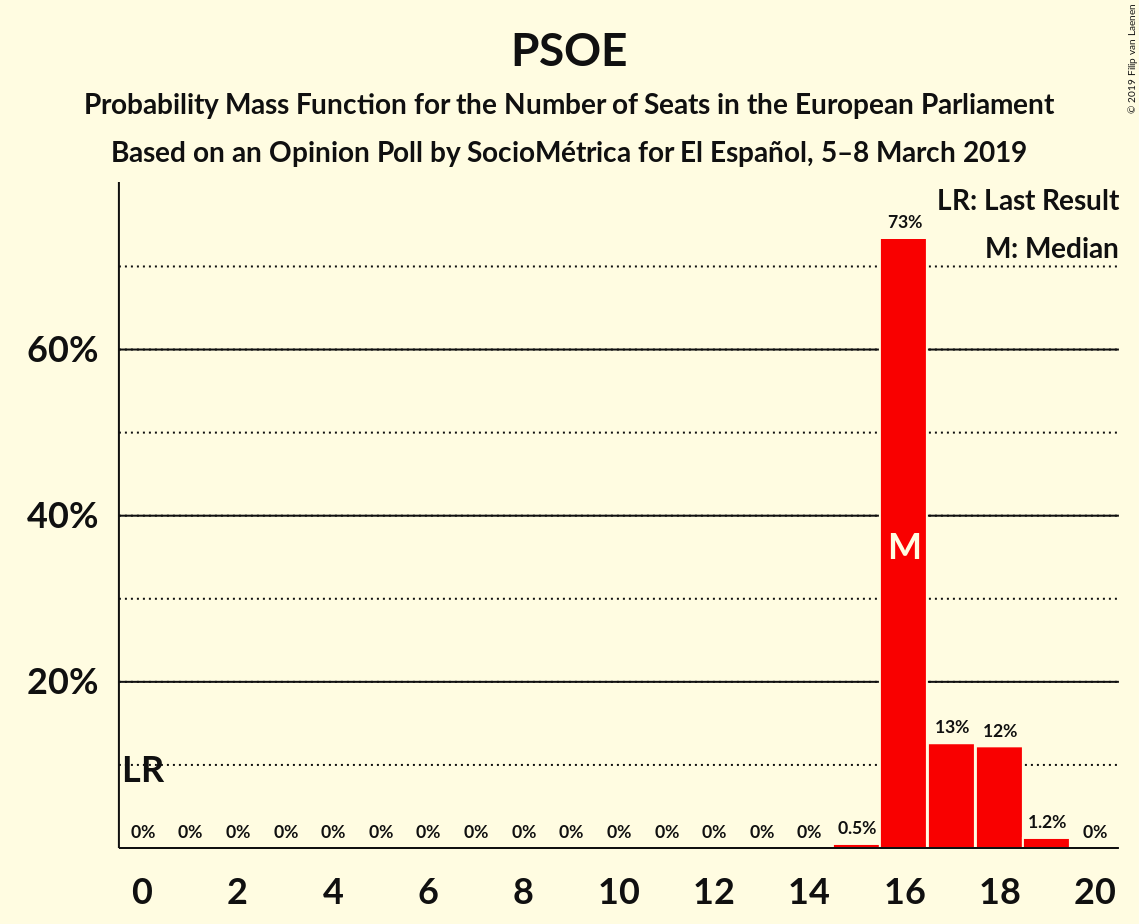 PSOE
Probability Mass Function for the Number of Seats in the European Parliament
Based on an Opinion Poll by SocioMétrica for El Español, 5–8 March 2019
© 2019 Filip van Laenen
LR: Last Result
M: Median
73%
60%
40%
M
20%
13%
12%
LR
0% 0% 0% 0% 0% 0% 0% 0% 0% 0% 0% 0% 0% 0% 0% 0.5% 1.2% 0%
0 2 4 6 8 10 12 14 16 18 20